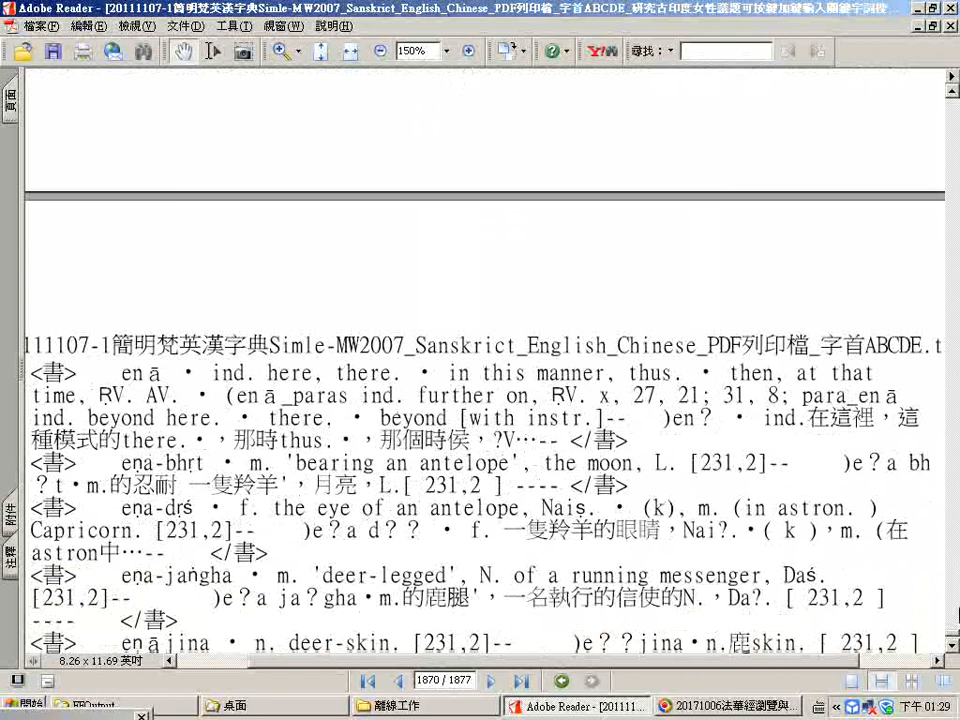 Adobe Reader - [20111107-1簡明梵英漢字典Simle-MW2007_Sanskrict_English_Chinese_PDF列印檔_字首ABCDE_研究古印度女性議題可按鍵加鍵輸入關鍵字詞搜
檔案(F) 編輯(E) 檢視(V) 文件(D) 工具(T) 視窗(W) 說明(H)
150% 尋找:
頁面
111107-1簡明梵英漢字典Simle-MW2007_Sanskrict_English_Chinese_PDF列印檔_字首ABCDE.t
<書> enā • ind. here, there. • in this manner, thus. • then, at that
time, ṚV. AV. • (enā_paras ind. further on, ṚV. x, 27, 21; 31, 8; para_enā
ind. beyond here. • there. • beyond [with instr.]-- )en? • ind.在這裡，這
種模式的there.•，那時thus.•，那個時侯，?V…-- </書>
<書> eṇa-bhṛt • m. 'bearing an antelope', the moon, L. [231,2]-- )e?a bh
?t•m.的忍耐 一隻羚羊'，月亮，L.[ 231,2 ] ---- </書>
<書> eṇa-dṛś • f. the eye of an antelope, Naiṣ. • (k), m. (in astron. )
Capricorn. [231,2]-- )e?a d?? • f. 一隻羚羊的眼睛，Nai?.•( k )，m. (在
astron中…-- </書>
<書> eṇa-jaṅgha • m. 'deer-legged', N. of a running messenger, Daś.
[231,2]-- )e?a ja?gha•m.的鹿腿'，一名執行的信使的N.，Da?. [ 231,2 ]
---- </書>
<書> eṇājina • n. deer-skin. [231,2]-- )e??jina•n.鹿skin. [ 231,2 ]
附件
注釋
8.26 x 11.69 英吋
1870 / 1877
開始 FEOutput 桌面 離線工作 Adobe Reader - [201111... 20171006法華經瀏覽與... 下午 01:29